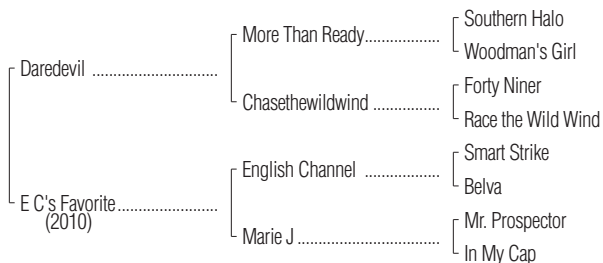 Southern Halo
More Than Ready....................
Woodman's Girl
Daredevil ................................
Forty Niner
Chasethewildwind .................
Race the Wild Wind
Smart Strike
English Channel ...................
Belva
E C's Favorite..........................
(2010)
Mr. Prospector
Marie J .....................................
In My Cap